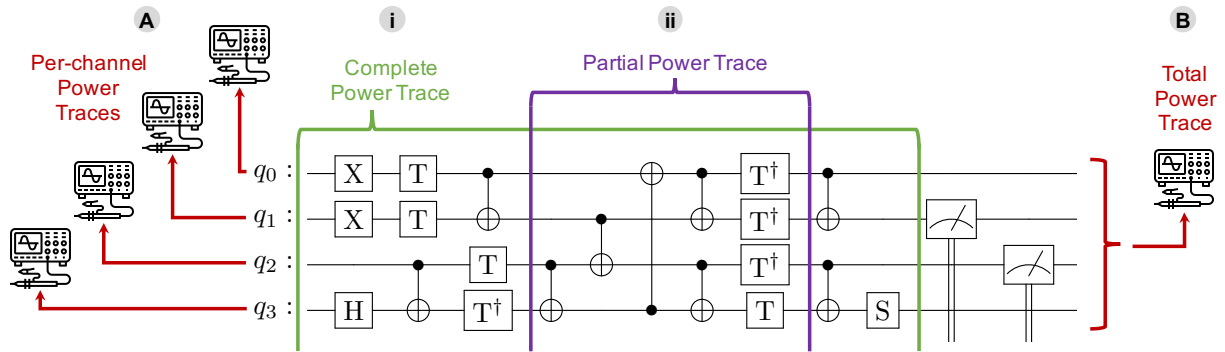 A
i
ii
B
Per-channel
Power
Traces
Complete
Power Trace
Partial Power Trace
Total
Power
Trace
q0 : X T T†
q1 : X T T†
q2 : T T†
q3 : H T† T S